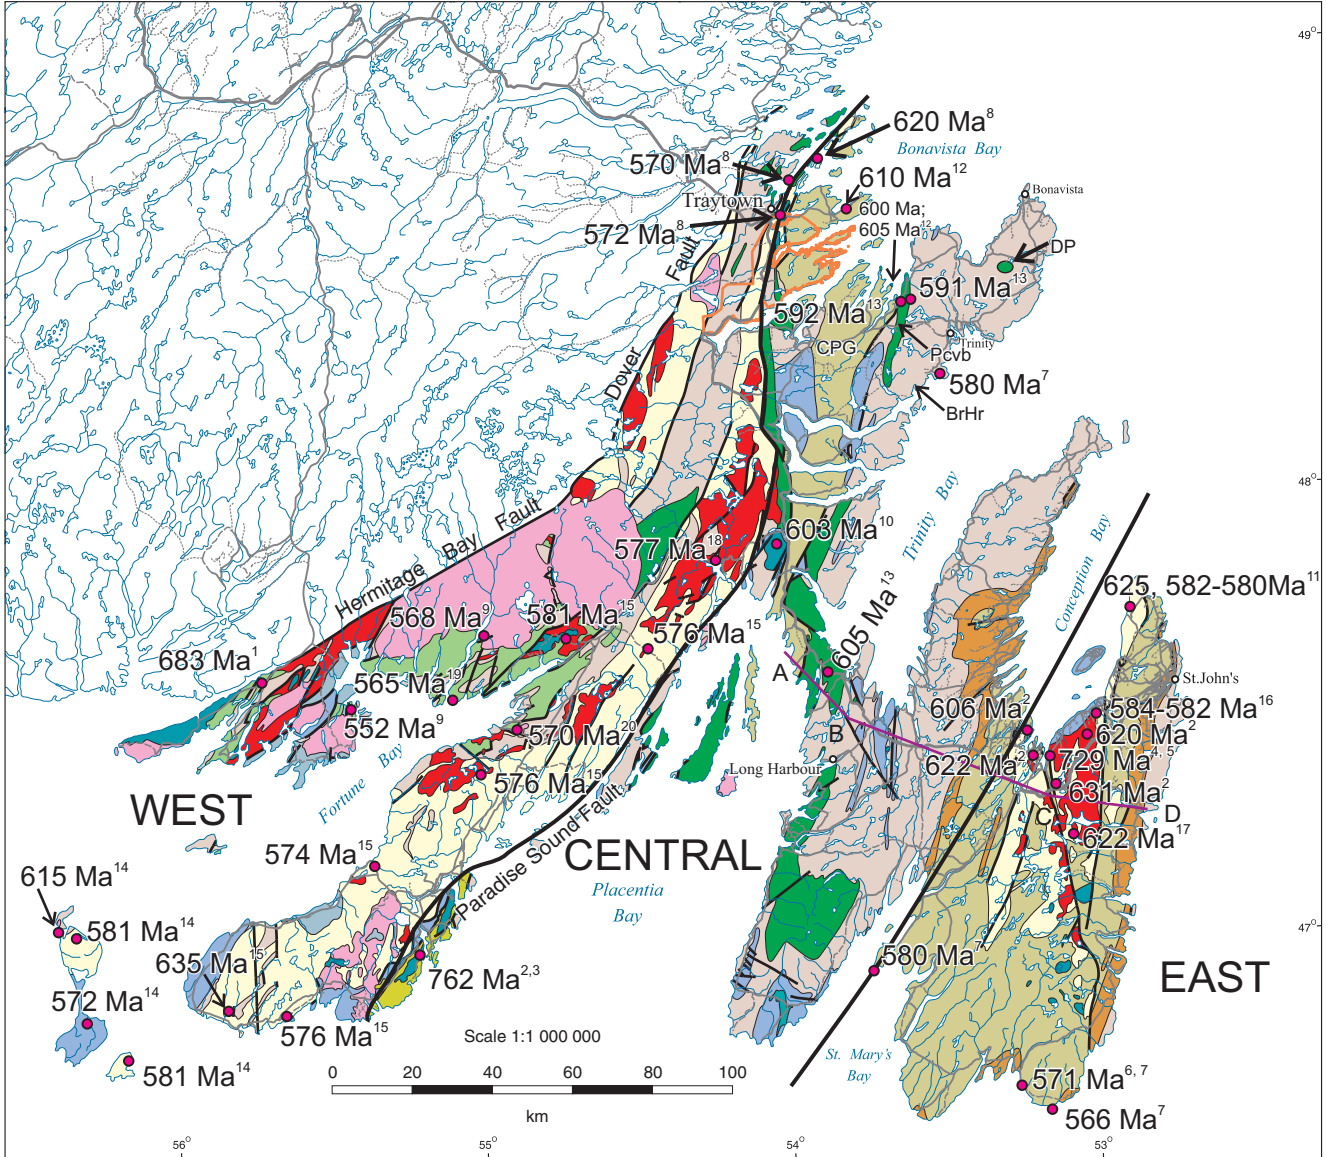 49°
620 Ma8
Bonavista Bay
570 Ma8
610 Ma12
Traytown
Bonavista
600 Ma;
605 Ma12
572 Ma8
DP
Fault
591 Ma13
592 Ma13
Trinity
CPG
Pcvb
580 Ma7
Dover
BrHr
48°
Hermitage Bay Fault
Trinity Bay
Conception Bay
603 Ma10
577 Ma18
625, 582-580Ma11
568 Ma9
581 Ma15
576 Ma15
605 Ma13
683 Ma1
A
St.John's
565 Ma19
606 Ma2
584-582 Ma16
552 Ma9
570 Ma20
B
620 Ma2
622 Ma2
729 Ma4, 5
Long Harbour
576 Ma15
631 Ma2
WEST
Fortune Bay
C
D
622 Ma17
Paradise Sound Fault
574 Ma15
CENTRAL
615 Ma14
Placentia
Bay
581 Ma14
47°
635 Ma15
580 Ma7
762 Ma2,3
EAST
572 Ma14
576 Ma15
Scale 1:1 000 000
St. Mary's
Bay
581 Ma14
0 20 40 60 80 100
km
571 Ma6, 7
566 Ma7
56° 55° 54° 53°